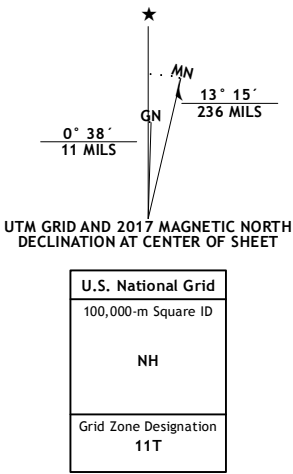 MN
GN
13° 15´
236 MILS
0° 38´
11 MILS
UTM GRID AND 2017 MAGNETIC NORTH
DECLINATION AT CENTER OF SHEET
U.S. National Grid
100,000-m Square ID
NH
Grid Zone Designation
11T